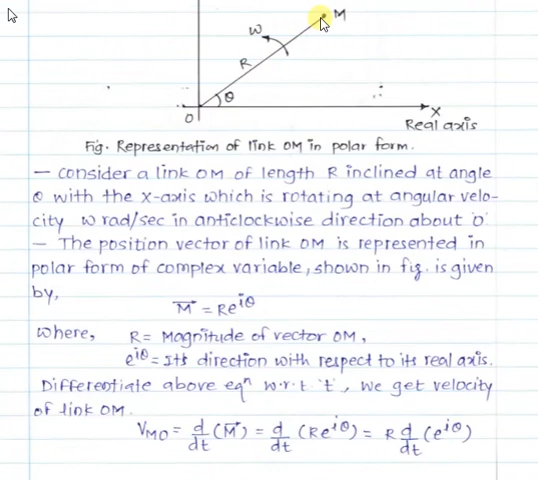 M
ω
R
θ
O
X
Real axis
Fig. Representation of link OM in polar form.
— Consider a link OM of length R inclined at angle
θ with the x-axis which is rotating at angular velo-
city ω rad/sec in anticlockwise direction about 'O'
— The position vector of link OM is represented in
polar form of complex variable, shown in fig. is given
by,
M⃗ = Re^{iθ}
where, R = Magnitude of vector OM,
e^{iθ} = Its direction with respect to its real axis.
Differentiate above eqⁿ w.r.t 't', we get velocity
of link OM.
V_{MO} = d/dt (M⃗) = d/dt (Re^{iθ}) = R d/dt (e^{iθ})